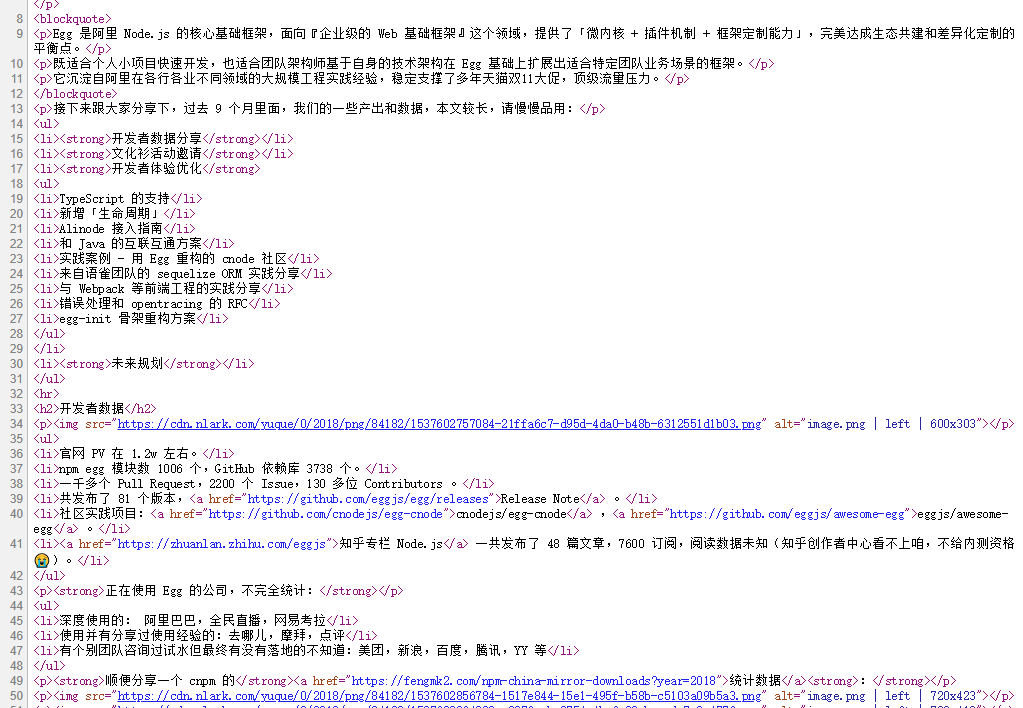 </p>
8 <blockquote>
9 <p>Egg 是阿里 Node.js 的核心基础框架，面向『企业级的 Web 基础框架』这个领域，提供了「微内核 + 插件机制 + 框架定制能力」，完美达成生态共建和差异化定制的
平衡点。</p>
10 <p>既适合个人小项目快速开发，也适合团队架构师基于自身的技术架构在 Egg 基础上扩展出适合特定团队业务场景的框架。</p>
11 <p>它沉淀自阿里在各行各业不同领域的大规模工程实践经验，稳定支撑了多年天猫双11大促，顶级流量压力。</p>
12 </blockquote>
13 <p>接下来跟大家分享下，过去 9 个月里面，我们的一些产出和数据，本文较长，请慢慢品用：</p>
14 <ul>
15 <li><strong>开发者数据分享</strong></li>
16 <li><strong>文化衫活动邀请</strong></li>
17 <li><strong>开发者体验优化</strong>
18 <ul>
19 <li>TypeScript 的支持</li>
20 <li>新增「生命周期」</li>
21 <li>Alinode 接入指南</li>
22 <li>和 Java 的互联互通方案</li>
23 <li>实践案例 - 用 Egg 重构的 cnode 社区</li>
24 <li>来自语雀团队的 sequelize ORM 实践分享</li>
25 <li>与 Webpack 等前端工程的实践分享</li>
26 <li>错误处理和 opentracing 的 RFC</li>
27 <li>egg-init 骨架重构方案</li>
28 </ul>
29 </li>
30 <li><strong>未来规划</strong></li>
31 </ul>
32 <hr>
33 <h2>开发者数据</h2>
34 <p><img src="https://cdn.nlark.com/yuque/0/2018/png/84182/1537602757084-21ffa6c7-d95d-4da0-b48b-6312551d1b03.png" alt="image.png | left | 600x303"></p>
35 <ul>
36 <li>官网 PV 在 1.2w 左右。</li>
37 <li>npm egg 模块数 1006 个，GitHub 依赖库 3738 个。</li>
38 <li>一千多个 Pull Request，2200 个 Issue，130 多位 Contributors 。</li>
39 <li>共发布了 81 个版本，<a href="https://github.com/eggjs/egg/releases">Release Note</a> 。</li>
40 <li>社区实践项目：<a href="https://github.com/cnodejs/egg-cnode">cnodejs/egg-cnode</a> ，<a href="https://github.com/eggjs/awesome-egg">eggjs/awesome-
egg</a> 。</li>
41 <li><a href="https://zhuanlan.zhihu.com/eggjs">知乎专栏 Node.js</a> 一共发布了 48 篇文章，7600 订阅，阅读数据未知（知乎创作者中心看不上咱，不给内测资格
😭）。</li>
42 </ul>
43 <p><strong>正在使用 Egg 的公司，不完全统计：</strong></p>
44 <ul>
45 <li>深度使用的： 阿里巴巴，全民直播，网易考拉</li>
46 <li>使用并有分享过使用经验的：去哪儿，摩拜，点评</li>
47 <li>有个别团队咨询过试水但最终有没有落地的不知道：美团，新浪，百度，腾讯，YY 等</li>
48 </ul>
49 <p><strong>顺便分享一个 cnpm 的</strong><a href="https://fengmk2.com/npm-china-mirror-downloads?year=2018">统计数据</a><strong>：</strong></p>
50 <p><img src="https://cdn.nlark.com/yuque/0/2018/png/84182/1537602856784-1517e844-15e1-495f-b58b-c5103a09b5a3.png" alt="image.png | left | 720x423"></p>